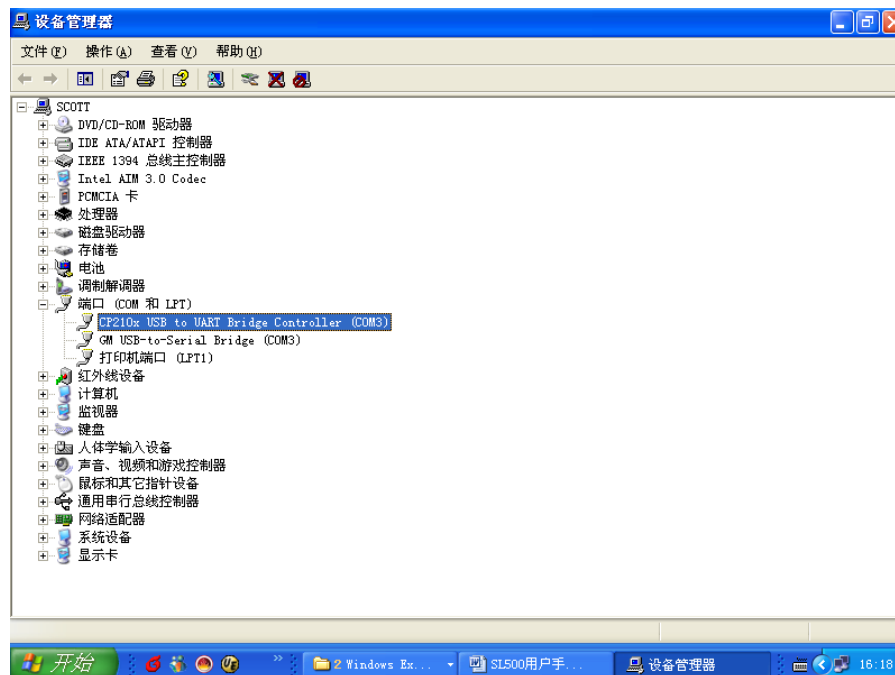 设备管理器
文件(F) 操作(A) 查看(V) 帮助(H)
SCOTT
DVD/CD-ROM 驱动器
IDE ATA/ATAPI 控制器
IEEE 1394 总线主控制器
Intel AIM 3.0 Codec
PCMCIA 卡
处理器
磁盘驱动器
存储卷
电池
调制解调器
端口 (COM 和 LPT)
CP210x USB to UART Bridge Controller (COM3)
GM USB-to-Serial Bridge (COM3)
打印机端口 (LPT1)
红外线设备
计算机
监视器
键盘
人体学输入设备
声音、视频和游戏控制器
鼠标和其它指针设备
通用串行总线控制器
网络适配器
系统设备
显示卡
开始 2 Windows Ex... SL500用户手... 设备管理器 16:18